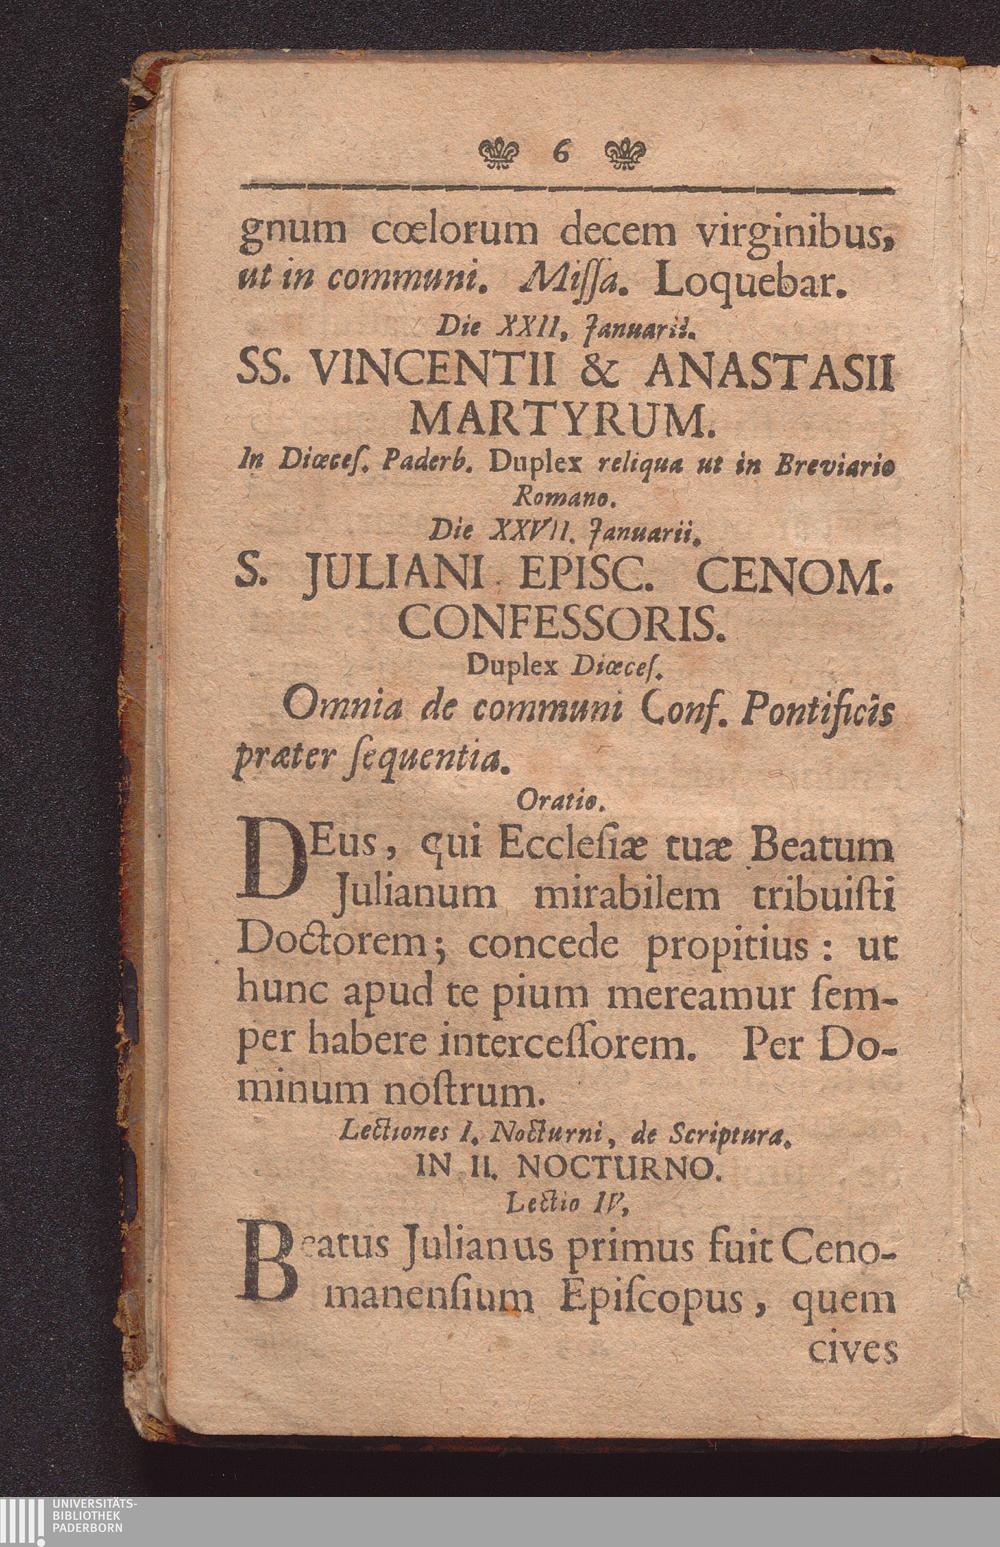 6
gnum cœlorum decem virginibus,
ut in communi. Miſſa. Loquebar.
Die XXII, Januarii.
SS. VINCENTII & ANASTASII
MARTYRUM.
In Diœceſ. Paderb. Duplex reliqua ut in Breviario
Romano.
Die XXVII. Januarii.
S. JULIANI EPISC. CENOM.
CONFESSORIS.
Duplex Diœceſ.
Omnia de communi Conf. Pontificis
præter ſequentia.
Oratio.
DEus, qui Eccleſiæ tuæ Beatum
Julianum mirabilem tribuiſti
Doctorem; concede propitius: ut
hunc apud te pium mereamur ſem-
per habere interceſſorem. Per Do-
minum noſtrum.
Lectiones I. Nocturni, de Scriptura.
IN II. NOCTURNO.
Lectio IV,
Beatus Julianus primus fuit Ceno-
manenſium Epiſcopus, quem
cives
UNIVERSITÄTS-
BIBLIOTHEK
PADERBORN